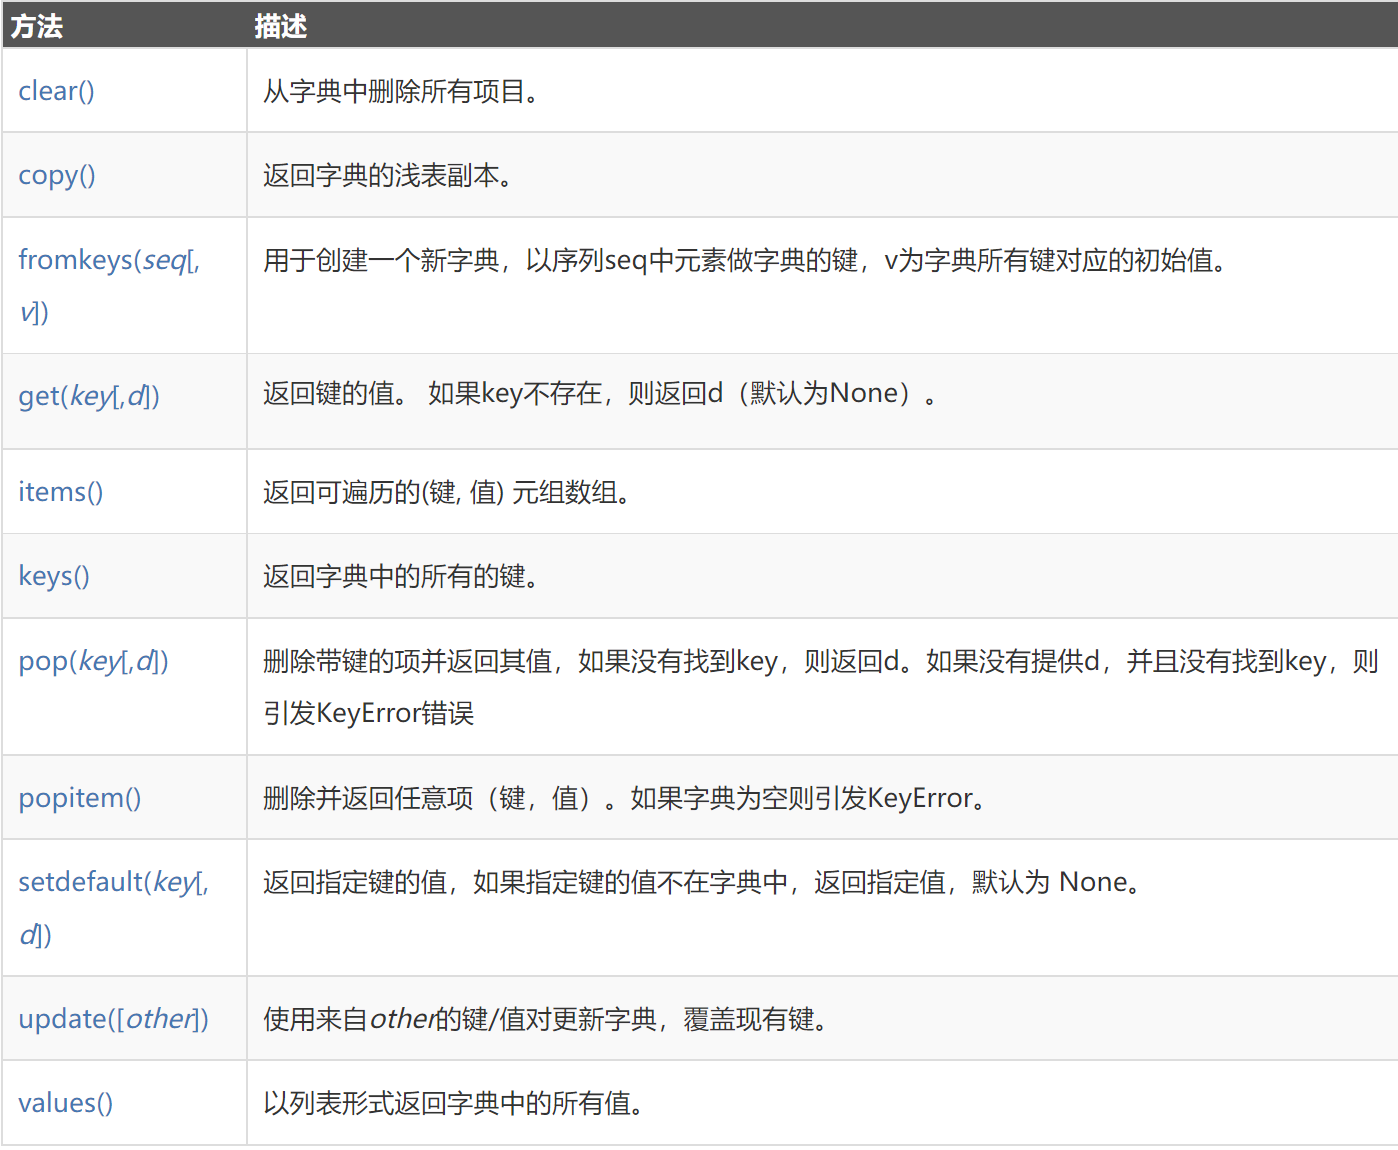 方法 描述
clear() 从字典中删除所有项目。
copy() 返回字典的浅表副本。
fromkeys(seq[, 用于创建一个新字典，以序列seq中元素做字典的键，v为字典所有键对应的初始值。
v])
get(key[,d]) 返回键的值。 如果key不存在，则返回d（默认为None）。
items() 返回可遍历的(键, 值) 元组数组。
keys() 返回字典中的所有的键。
pop(key[,d]) 删除带键的项并返回其值，如果没有找到key，则返回d。如果没有提供d，并且没有找到key，则
引发KeyError错误
popitem() 删除并返回任意项（键，值）。如果字典为空则引发KeyError。
setdefault(key[, 返回指定键的值，如果指定键的值不在字典中，返回指定值，默认为 None。
d])
update([other]) 使用来自other的键/值对更新字典，覆盖现有键。
values() 以列表形式返回字典中的所有值。